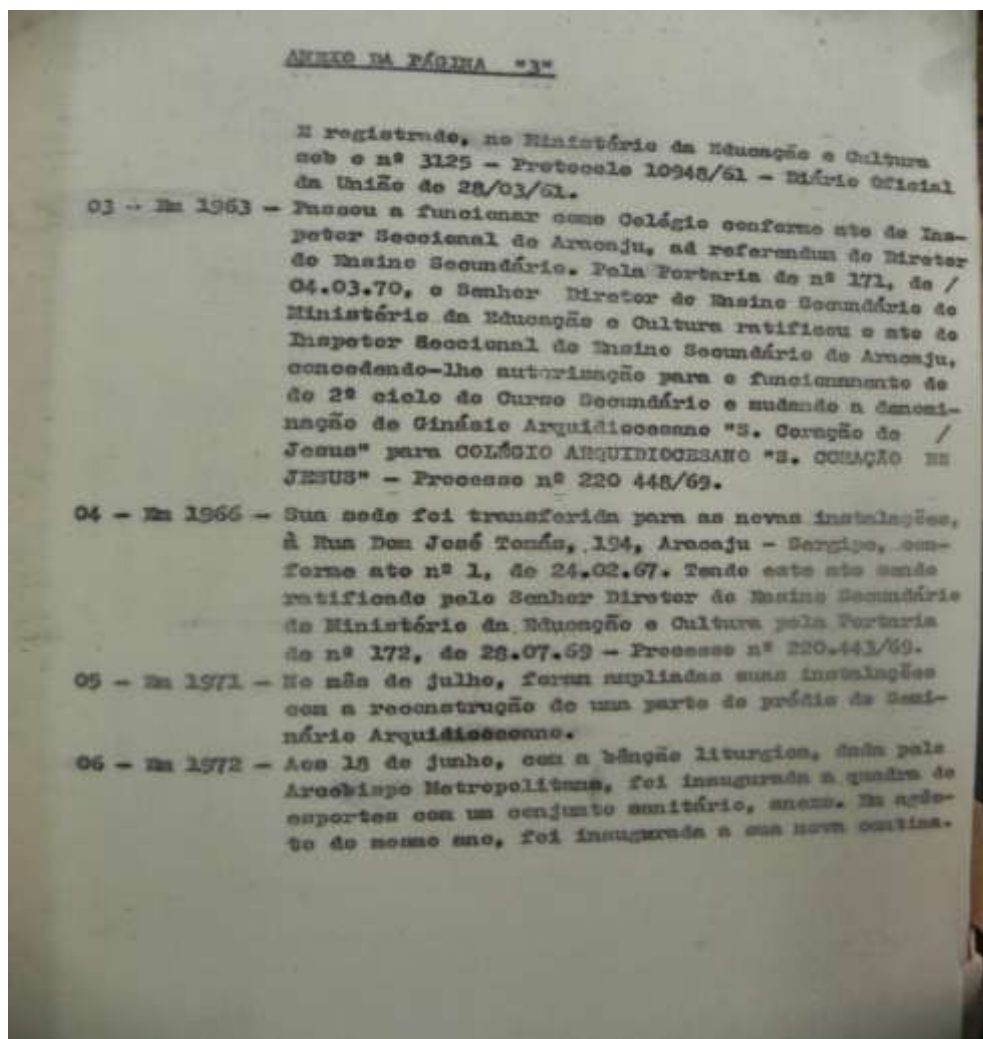 ANEXO DA PÁGINA "3"
E registrado, no Ministério da Educação e Cultura
sob o nº 3125 - Protocolo 10948/61 - Diário Oficial
da União de 28/03/61.
03 - Em 1963 - Passou a funcionar como Colégio conforme ato do Ins-
petor Seccional de Aracaju, ad referendum do Diretor
do Ensino Secundário. Pela Portaria de nº 171, de /
04.03.70, o Senhor Diretor do Ensino Secundário do
Ministério da Educação e Cultura ratificou o ato do
Inspetor Seccional do Ensino Secundário de Aracaju,
concedendo-lhe autorização para o funcionamento do
do 2º ciclo do Curso Secundário e mudando a denomi-
nação de Ginásio Arquidiocesano "S. Coração de /
Jesus" para COLÉGIO ARQUIDIOCESANO "S. CORAÇÃO DE
JESUS" - Processo nº 220 448/69.
04 - Em 1966 - Sua sede foi transferida para as novas instalações,
à Rua Dom José Tomás, 194, Aracaju - Sergipe, con-
forme ato nº 1, de 24.02.67. Tendo este ato sendo
ratificado pelo Senhor Diretor do Ensino Secundário
do Ministério da Educação e Cultura pela Portaria
de nº 172, de 28.07.69 - Processo nº 220.443/69.
05 - Em 1971 - No mês de julho, foram ampliadas suas instalações
com a reconstrução de uma parte do prédio do Semi-
nário Arquidiocesano.
06 - Em 1972 - Aos 18 de junho, com a bênção liturgica, dada pelo
Arcebispo Metropolitano, foi inaugurada a quadra de
esportes com um conjunto sanitário, anexo. Em agôs-
to do mesmo ano, foi inaugurada a sua nova cantina.